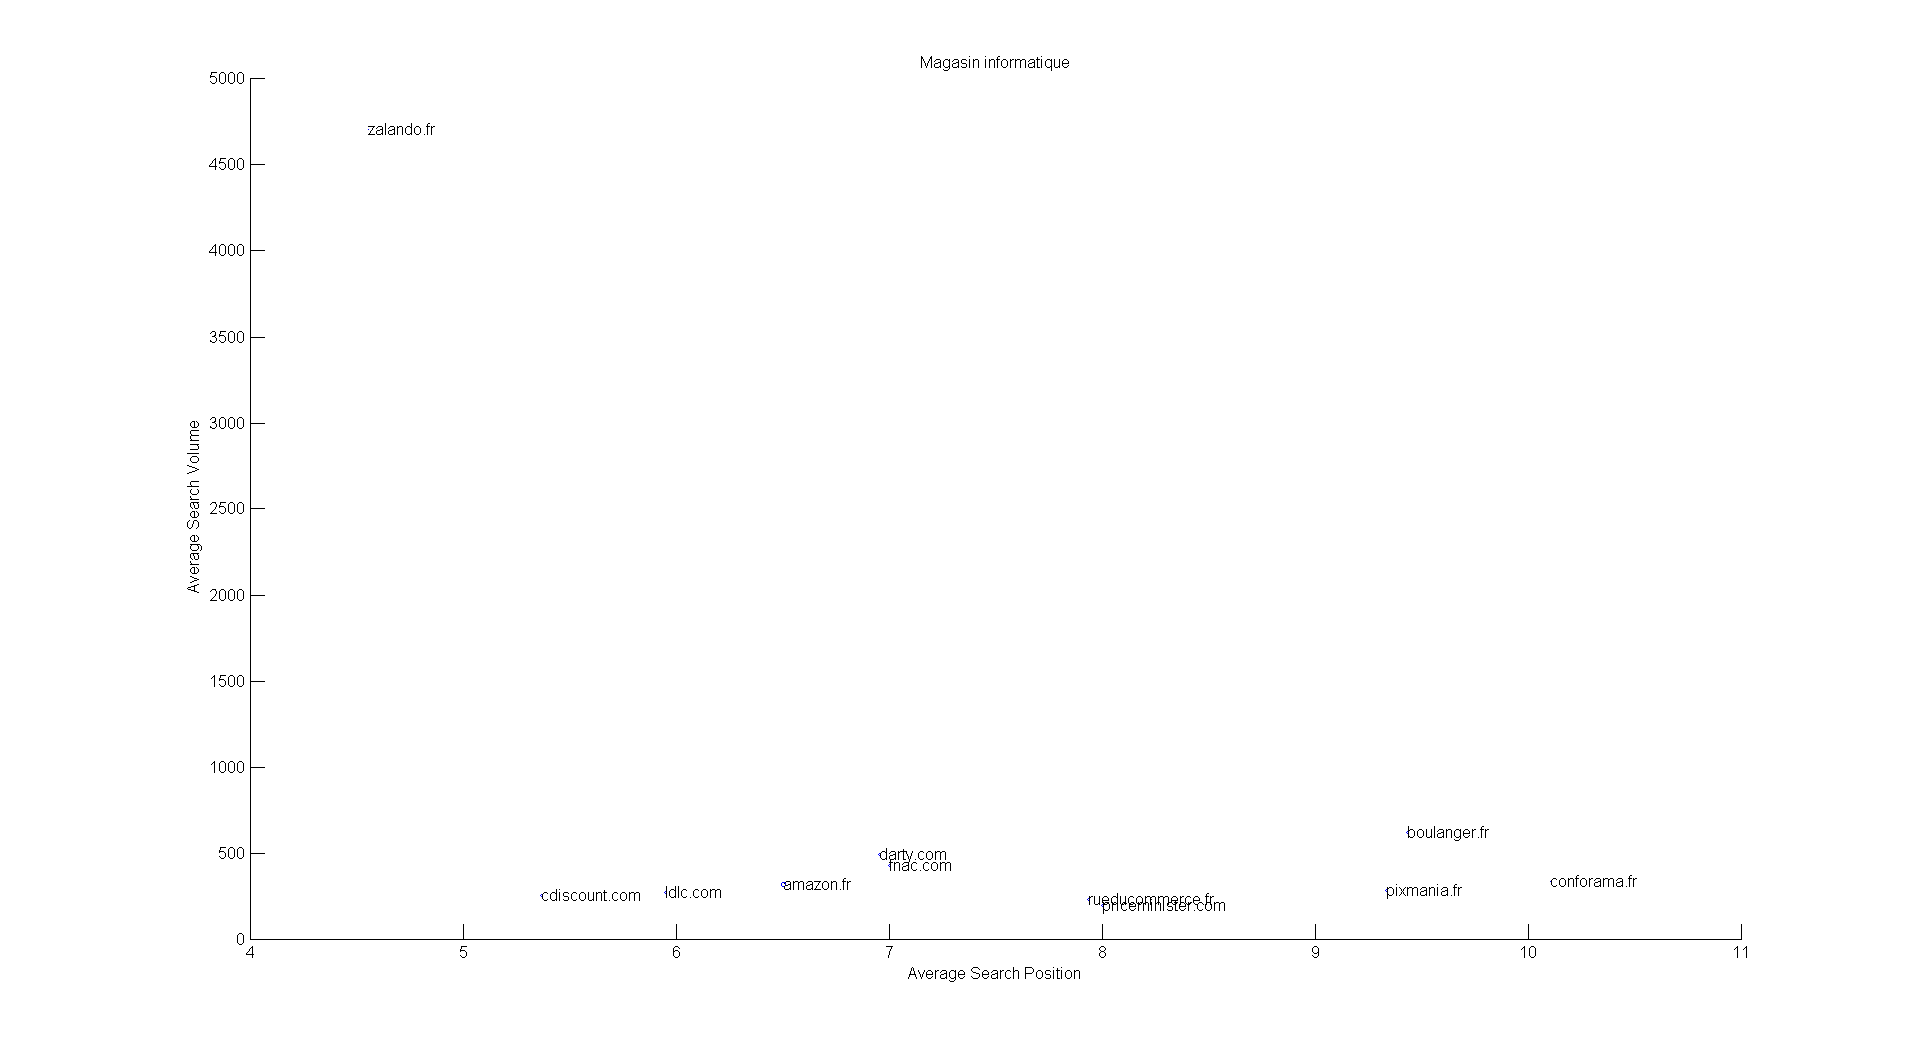 Magasin informatique
5000
zalando.fr
4500
4000
3500
3000
2500
2000
1500
1000
500
0
Average Search Volume
boulanger.fr
darty.com
fnac.com
conforama.fr
amazon.fr
pixmania.fr
ldlc.com
cdiscount.com
rueducommerce.fr
priceminister.com
4 5 6 7 8 9 10 11
Average Search Position